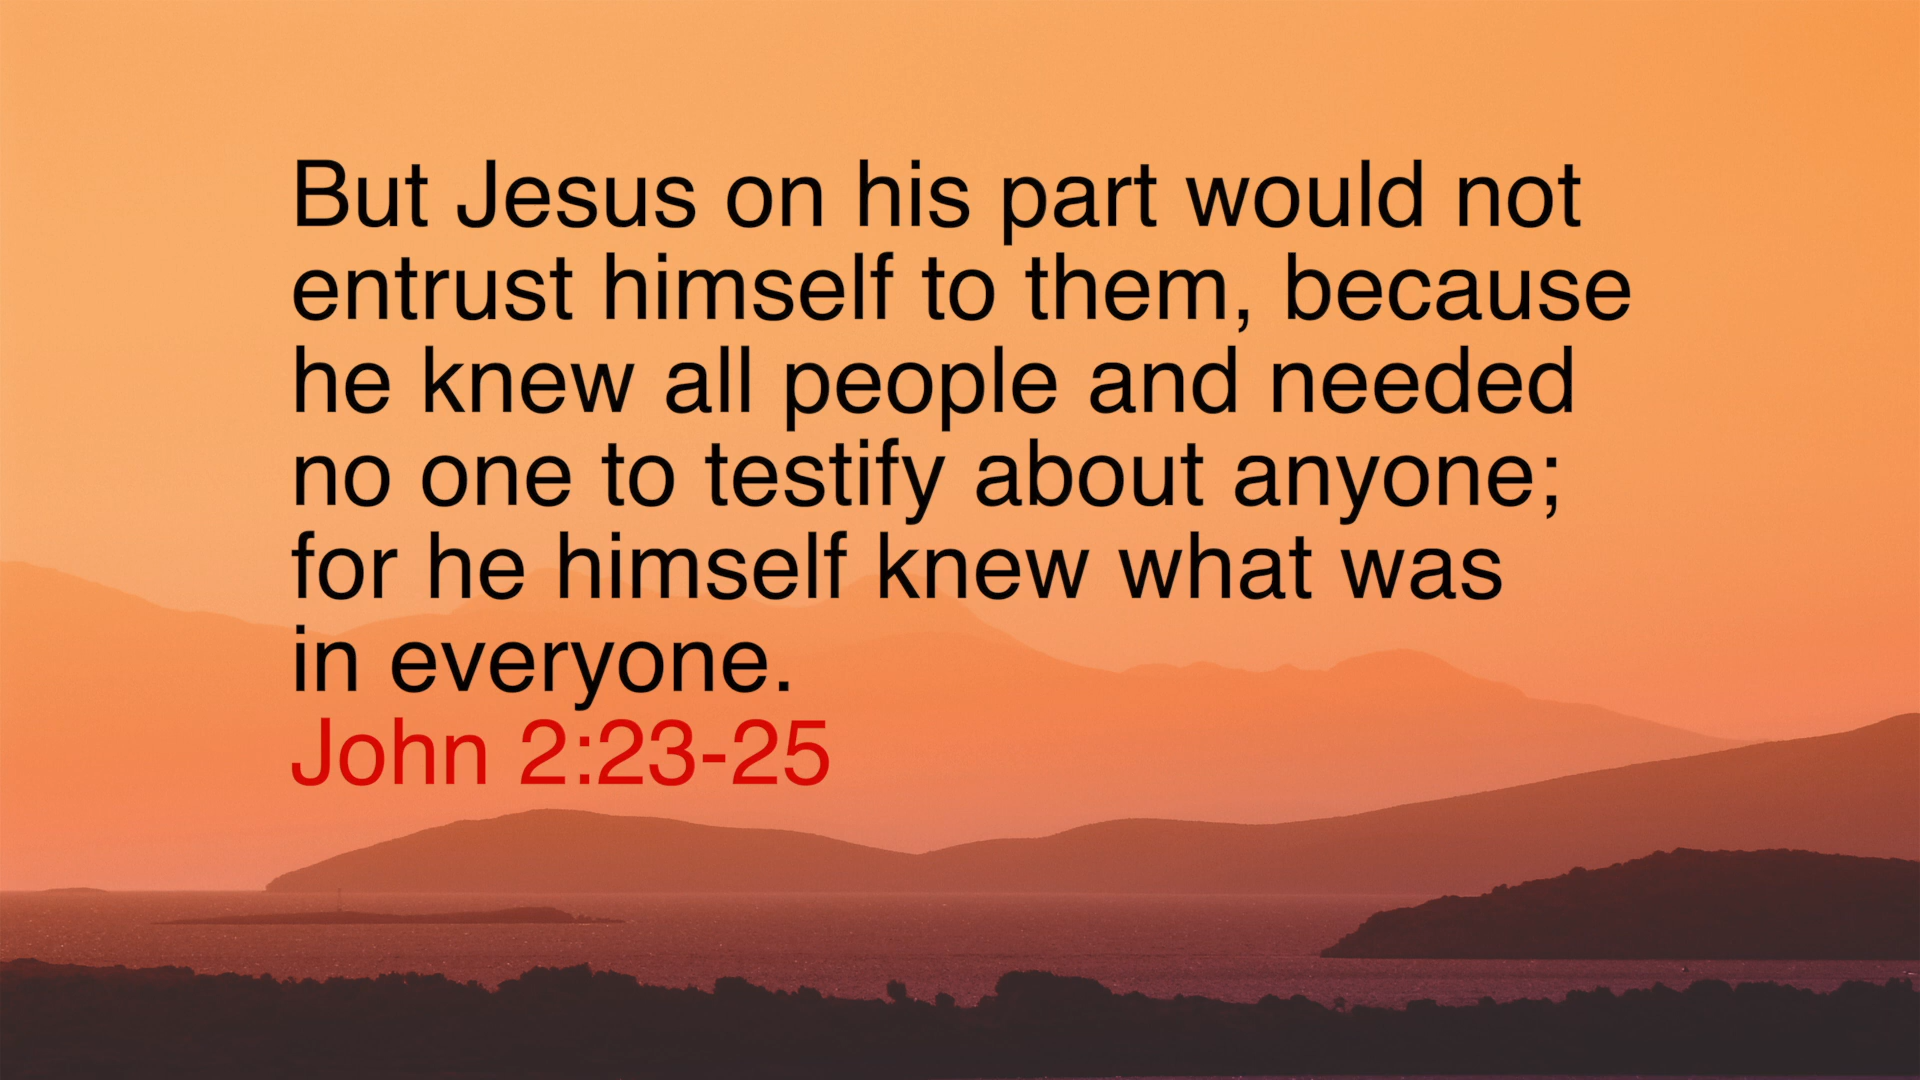 But Jesus on his part would not
entrust himself to them, because
he knew all people and needed
no one to testify about anyone;
for he himself knew what was
in everyone.
John 2:23-25